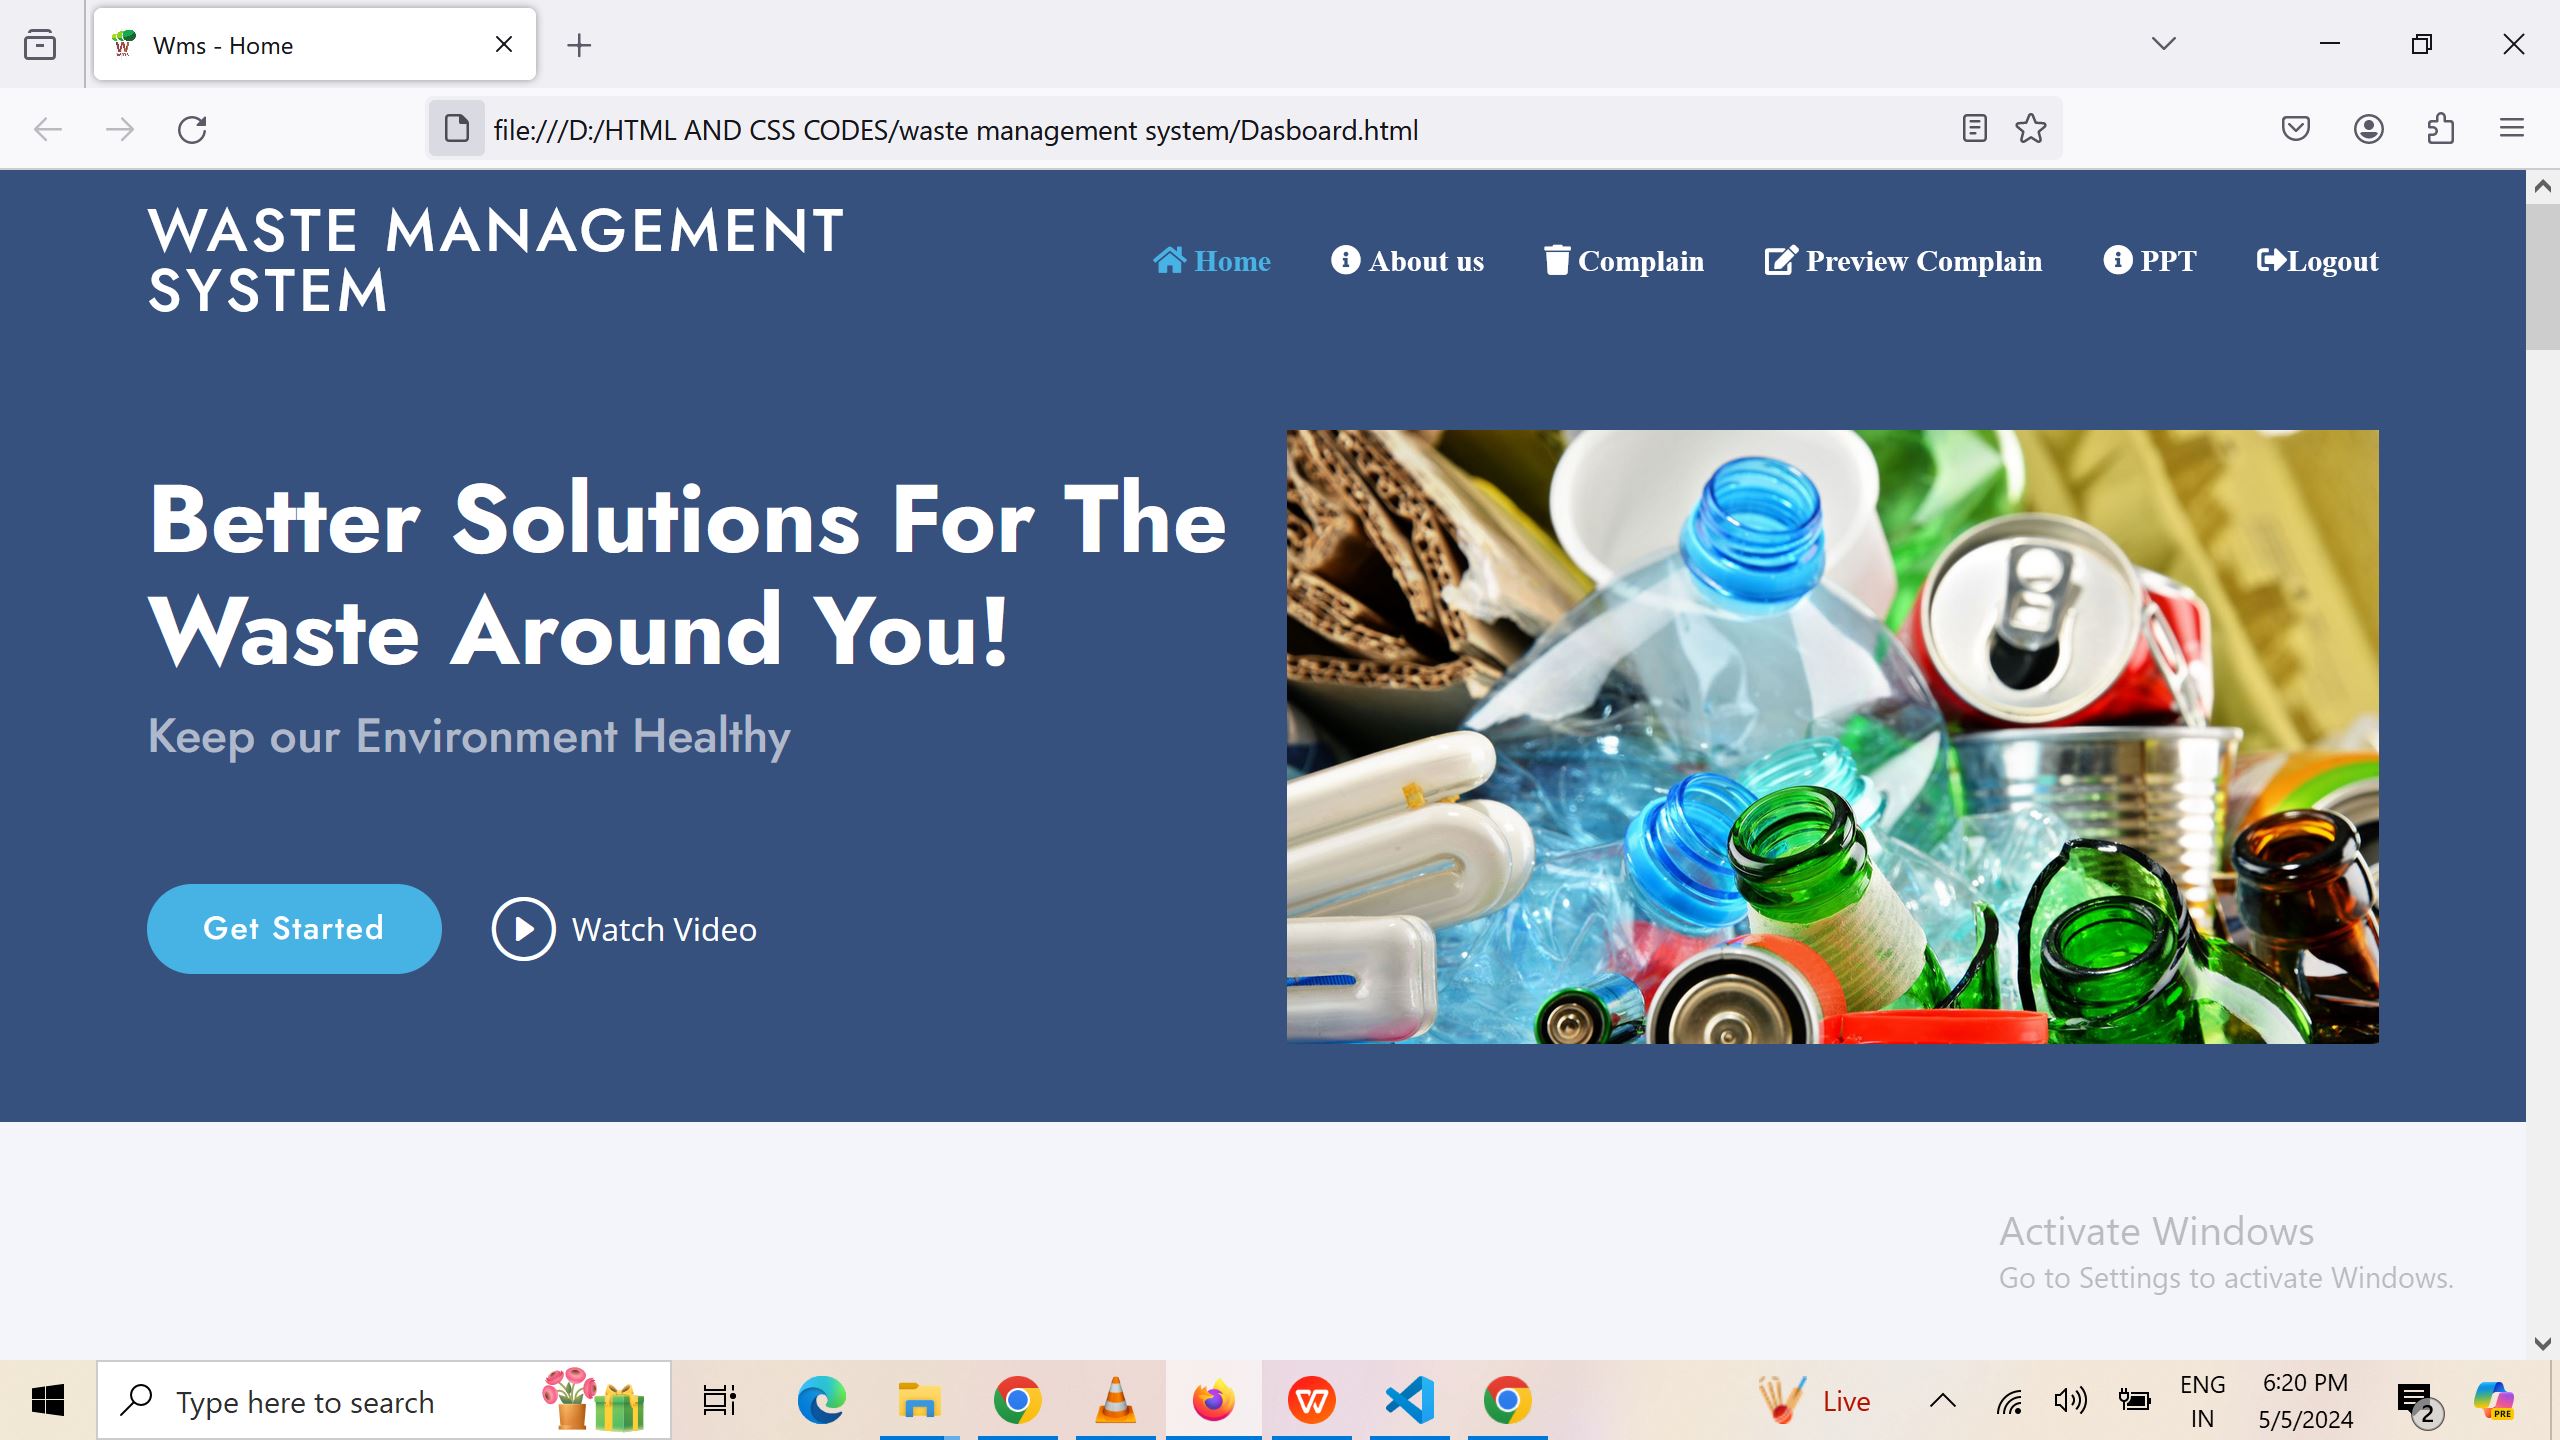 Wms - Home
file:///D:/HTML AND CSS CODES/waste management system/Dasboard.html
WASTE MANAGEMENT
SYSTEM
Home About us Complain Preview Complain PPT Logout
Better Solutions For The
Waste Around You!
Keep our Environment Healthy
Get Started Watch Video
Activate Windows
Go to Settings to activate Windows.
Type here to search
Live
ENG
IN
6:20 PM
5/5/2024
2
PRE